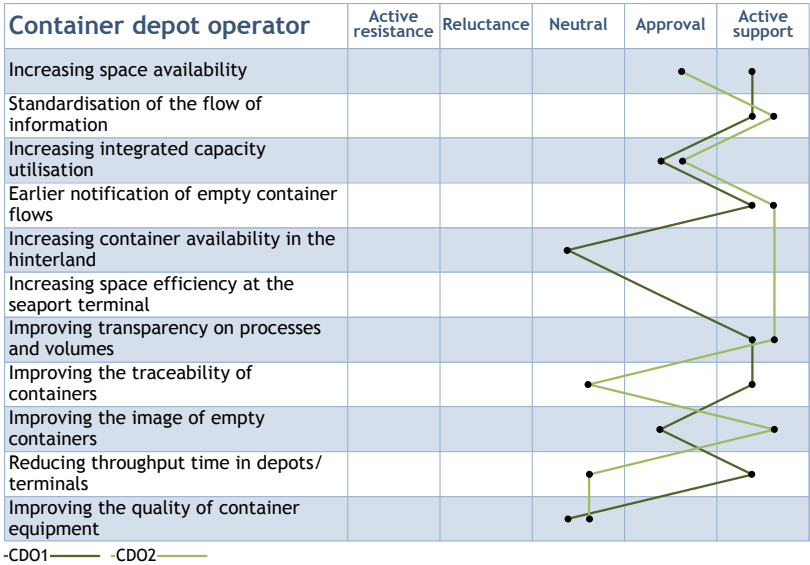 Container depot operator
Active
resistance
Reluctance
Neutral
Approval
Active
support
Increasing space availability
Standardisation of the flow of
information
Increasing integrated capacity
utilisation
Earlier notification of empty container
flows
Increasing container availability in the
hinterland
Increasing space efficiency at the
seaport terminal
Improving transparency on processes
and volumes
Improving the traceability of
containers
Improving the image of empty
containers
Reducing throughput time in depots/
terminals
Improving the quality of container
equipment
CDO1
CDO2